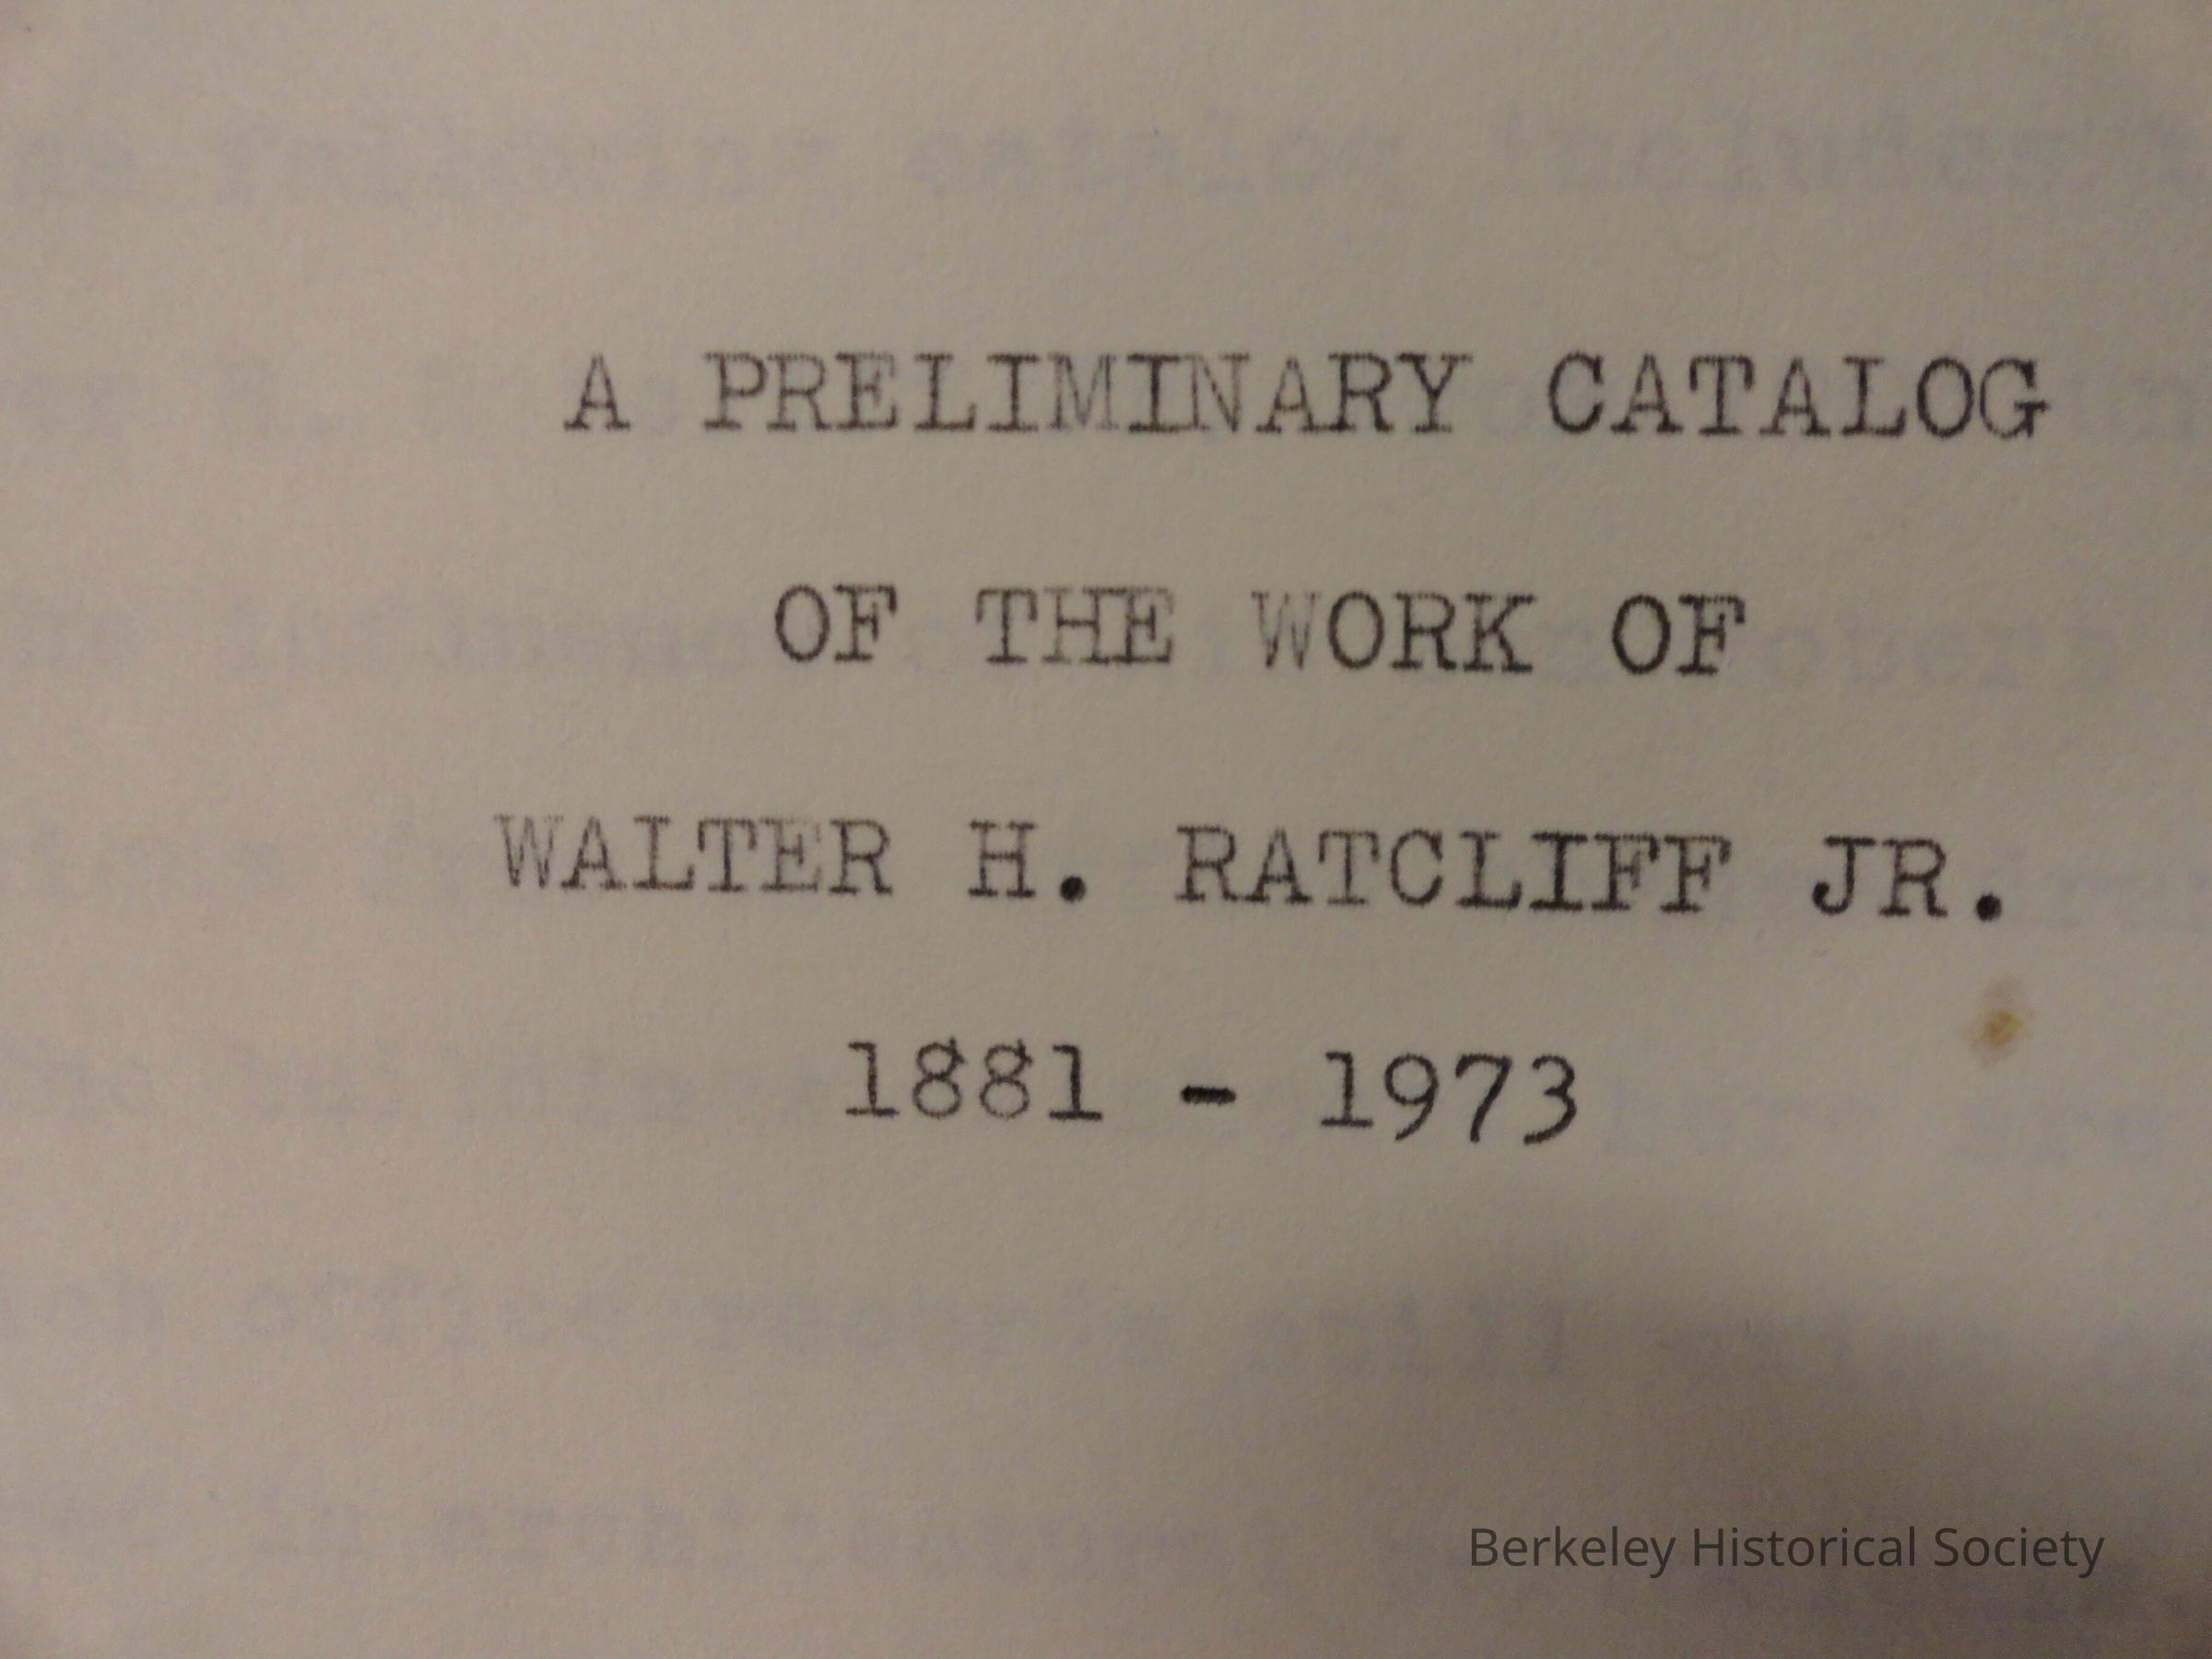 A PRELIMINARY CATALOG
OF THE WORK OF
WALTER H. RATCLIFF JR.
1881 - 1973
Berkeley Historical Society